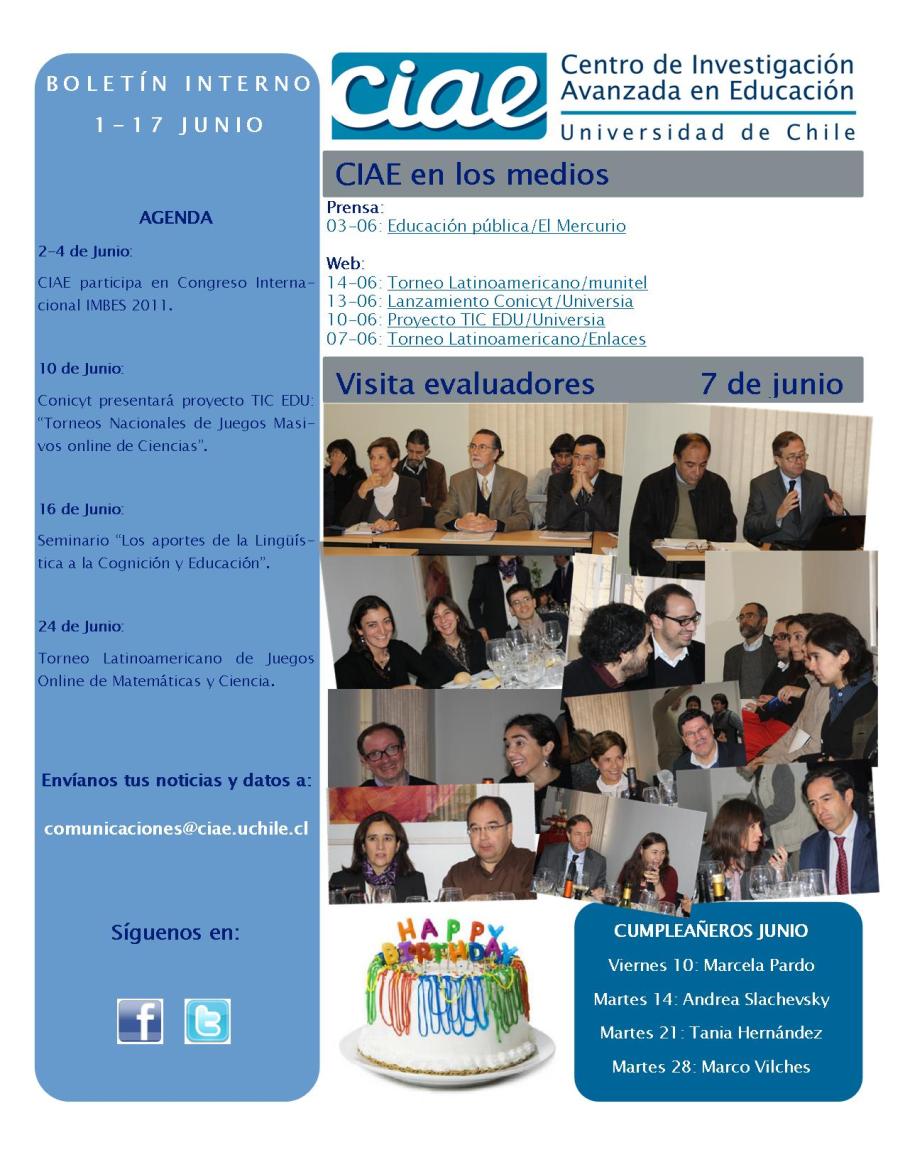 BOLETÍN INTERNO
1-17 JUNIO
AGENDA
2-4 de Junio:
CIAE participa en Congreso Interna-
cional IMBES 2011.
10 de Junio:
Conicyt presentará proyecto TIC EDU:
“Torneos Nacionales de Juegos Masi-
vos online de Ciencias”.
16 de Junio:
Seminario “Los aportes de la Lingüís-
tica a la Cognición y Educación”.
24 de Junio:
Torneo Latinoamericano de Juegos
Online de Matemáticas y Ciencia.
Envíanos tus noticias y datos a:
comunicaciones@ciae.uchile.cl
Síguenos en:
f t
ciae
Centro de Investigación
Avanzada en Educación
Universidad de Chile
CIAE en los medios
Prensa:
03-06: Educación pública/El Mercurio
Web:
14-06: Torneo Latinoamericano/munitel
13-06: Lanzamiento Conicyt/Universia
10-06: Proyecto TIC EDU/Universia
07-06: Torneo Latinoamericano/Enlaces
Visita evaluadores 7 de junio
HAPPY
BIRTHDAY
CUMPLEAÑEROS JUNIO
Viernes 10: Marcela Pardo
Martes 14: Andrea Slachevsky
Martes 21: Tania Hernández
Martes 28: Marco Vilches